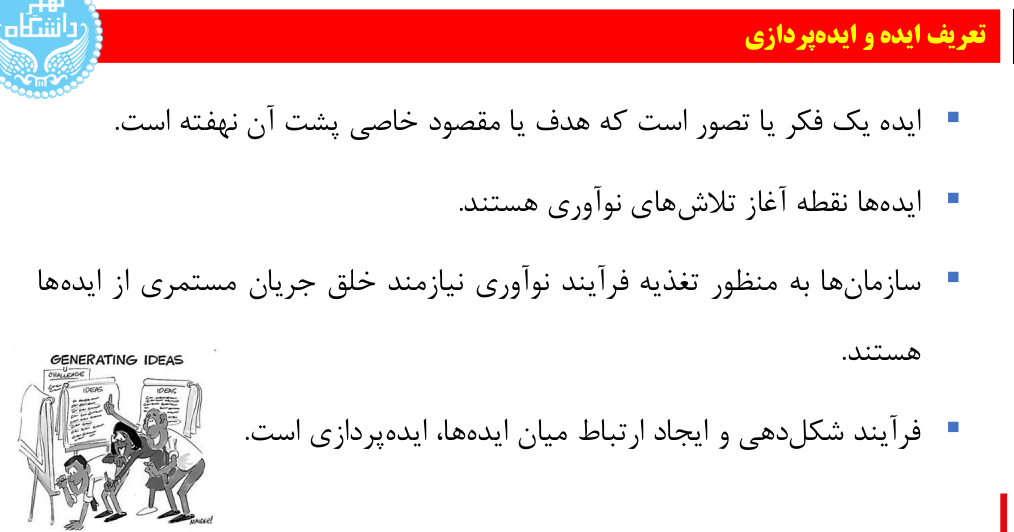 دانشگاه
تعریف ایده و ایده‌پردازی
ایده یک فکر یا تصور است که هدف یا مقصود خاصی پشت آن نهفته است.
ایده‌ها نقطه آغاز تلاش‌های نوآوری هستند.
سازمان‌ها به منظور تغذیه فرآیند نوآوری نیازمند خلق جریان مستمری از ایده‌ها
هستند.
فرآیند شکل‌دهی و ایجاد ارتباط میان ایده‌ها، ایده‌پردازی است.
GENERATING IDEAS
CHALLENGE
IDEAS
IDEAS